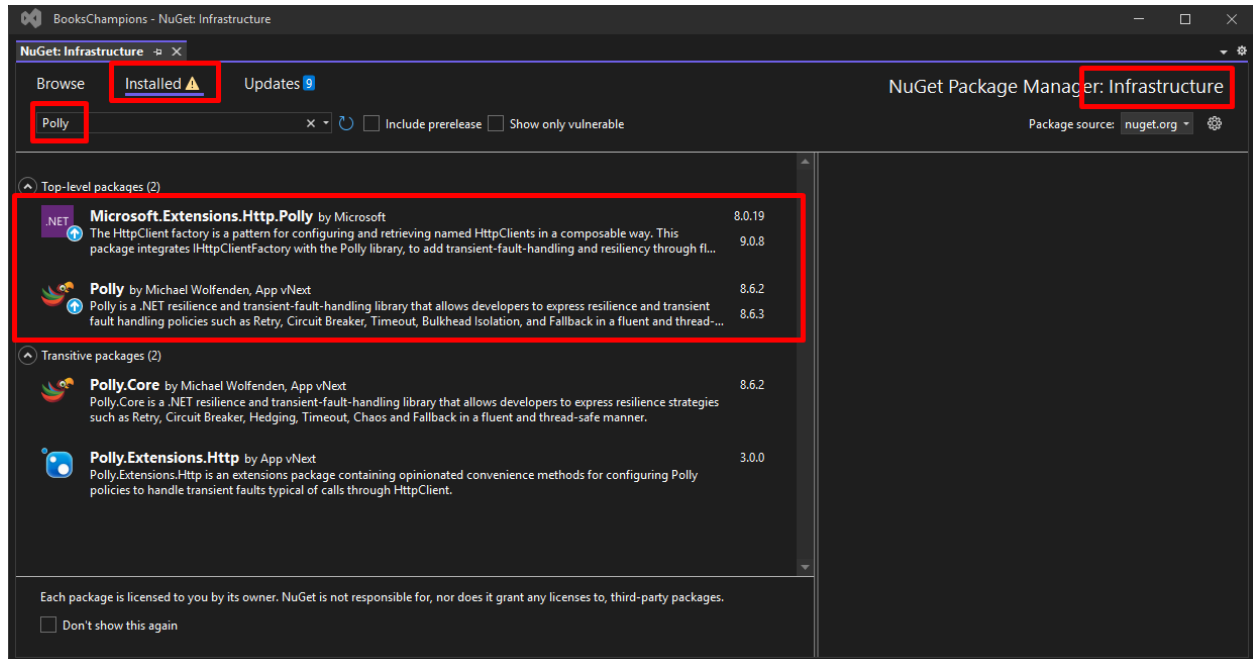 BooksChampions - NuGet: Infrastructure
NuGet: Infrastructure
Browse Installed Updates 9
NuGet Package Manager: Infrastructure
Polly
Include prerelease Show only vulnerable
Package source: nuget.org
Top-level packages (2)
.NET
Microsoft.Extensions.Http.Polly by Microsoft 8.0.19
The HttpClient factory is a pattern for configuring and retrieving named HttpClients in a composable way. This
package integrates IHttpClientFactory with the Polly library, to add transient-fault-handling and resiliency through fl... 9.0.8
Polly by Michael Wolfenden, App vNext 8.6.2
Polly is a .NET resilience and transient-fault-handling library that allows developers to express resilience and transient
fault handling policies such as Retry, Circuit Breaker, Timeout, Bulkhead Isolation, and Fallback in a fluent and thread-... 8.6.3
Transitive packages (2)
Polly.Core by Michael Wolfenden, App vNext 8.6.2
Polly.Core is a .NET resilience and transient-fault-handling library that allows developers to express resilience strategies
such as Retry, Circuit Breaker, Hedging, Timeout, Chaos and Fallback in a fluent and thread-safe manner.
Polly.Extensions.Http by App vNext 3.0.0
Polly.Extensions.Http is an extensions package containing opinionated convenience methods for configuring Polly
policies to handle transient faults typical of calls through HttpClient.
Each package is licensed to you by its owner. NuGet is not responsible for, nor does it grant any licenses to, third-party packages.
Don't show this again